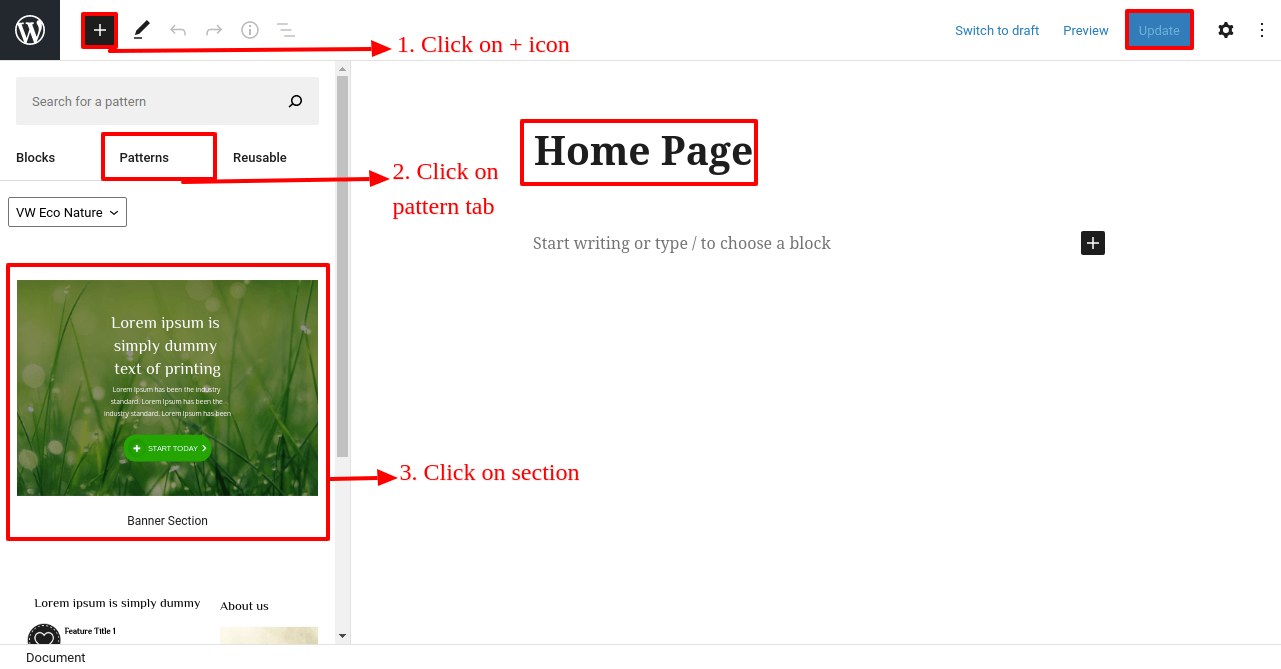 1. Click on + icon
Switch to draft
Preview
Update
Search for a pattern
Blocks
Patterns
Reusable
2. Click on
pattern tab
Home Page
VW Eco Nature
Start writing or type / to choose a block
Lorem ipsum is
simply dummy
text of printing
Lorem Ipsum has been the industry
standard. Lorem Ipsum has been the
industry standard. Lorem Ipsum has been
START TODAY
3. Click on section
Banner Section
Lorem ipsum is simply dummy
About us
Feature Title 1
Document